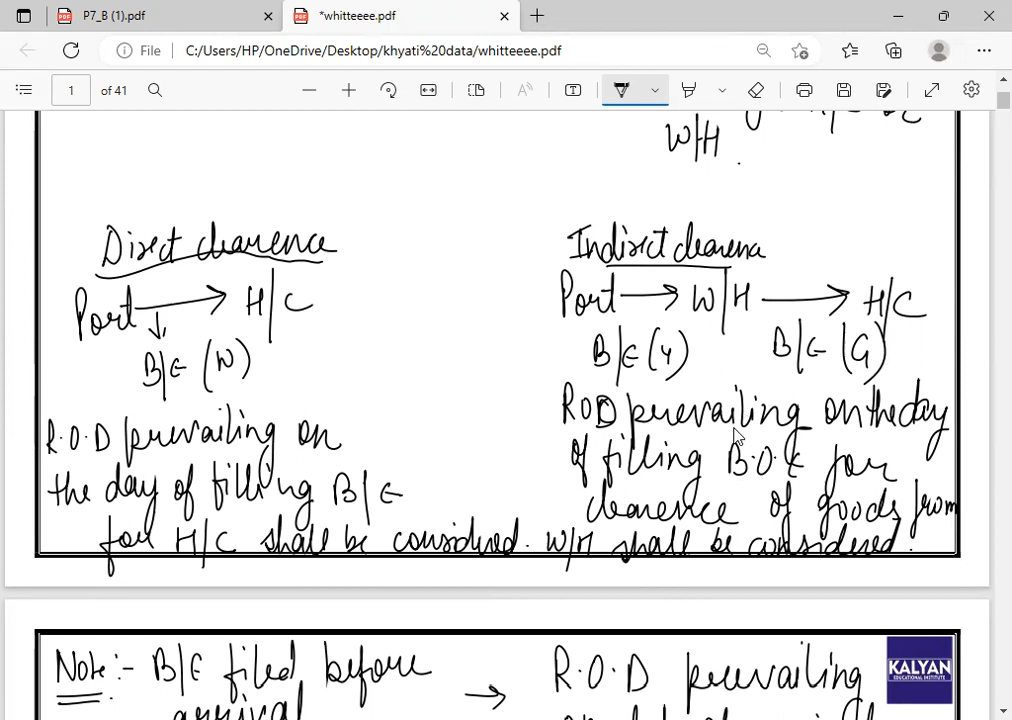 P7_B (1).pdf
*whitteeee.pdf
File
C:/Users/HP/OneDrive/Desktop/khyati%20data/whitteeee.pdf
1 of 41
W/H
Direct clearence
Port → H/C
B/E (W)
R.O.D prevailing on
the day of filling B/E
for H/C shall be considered.
Indirect clearena
Port → W/H → H/C
B/E (Y) B/E (G)
ROD prevailing on the day
of filling B.O.E for
clearence of goods from
W/H shall be considered.
Note:- B/E filed before
arrival
→ R.O.D prevailing
KALYAN
EDUCATIONAL INSTITUTE